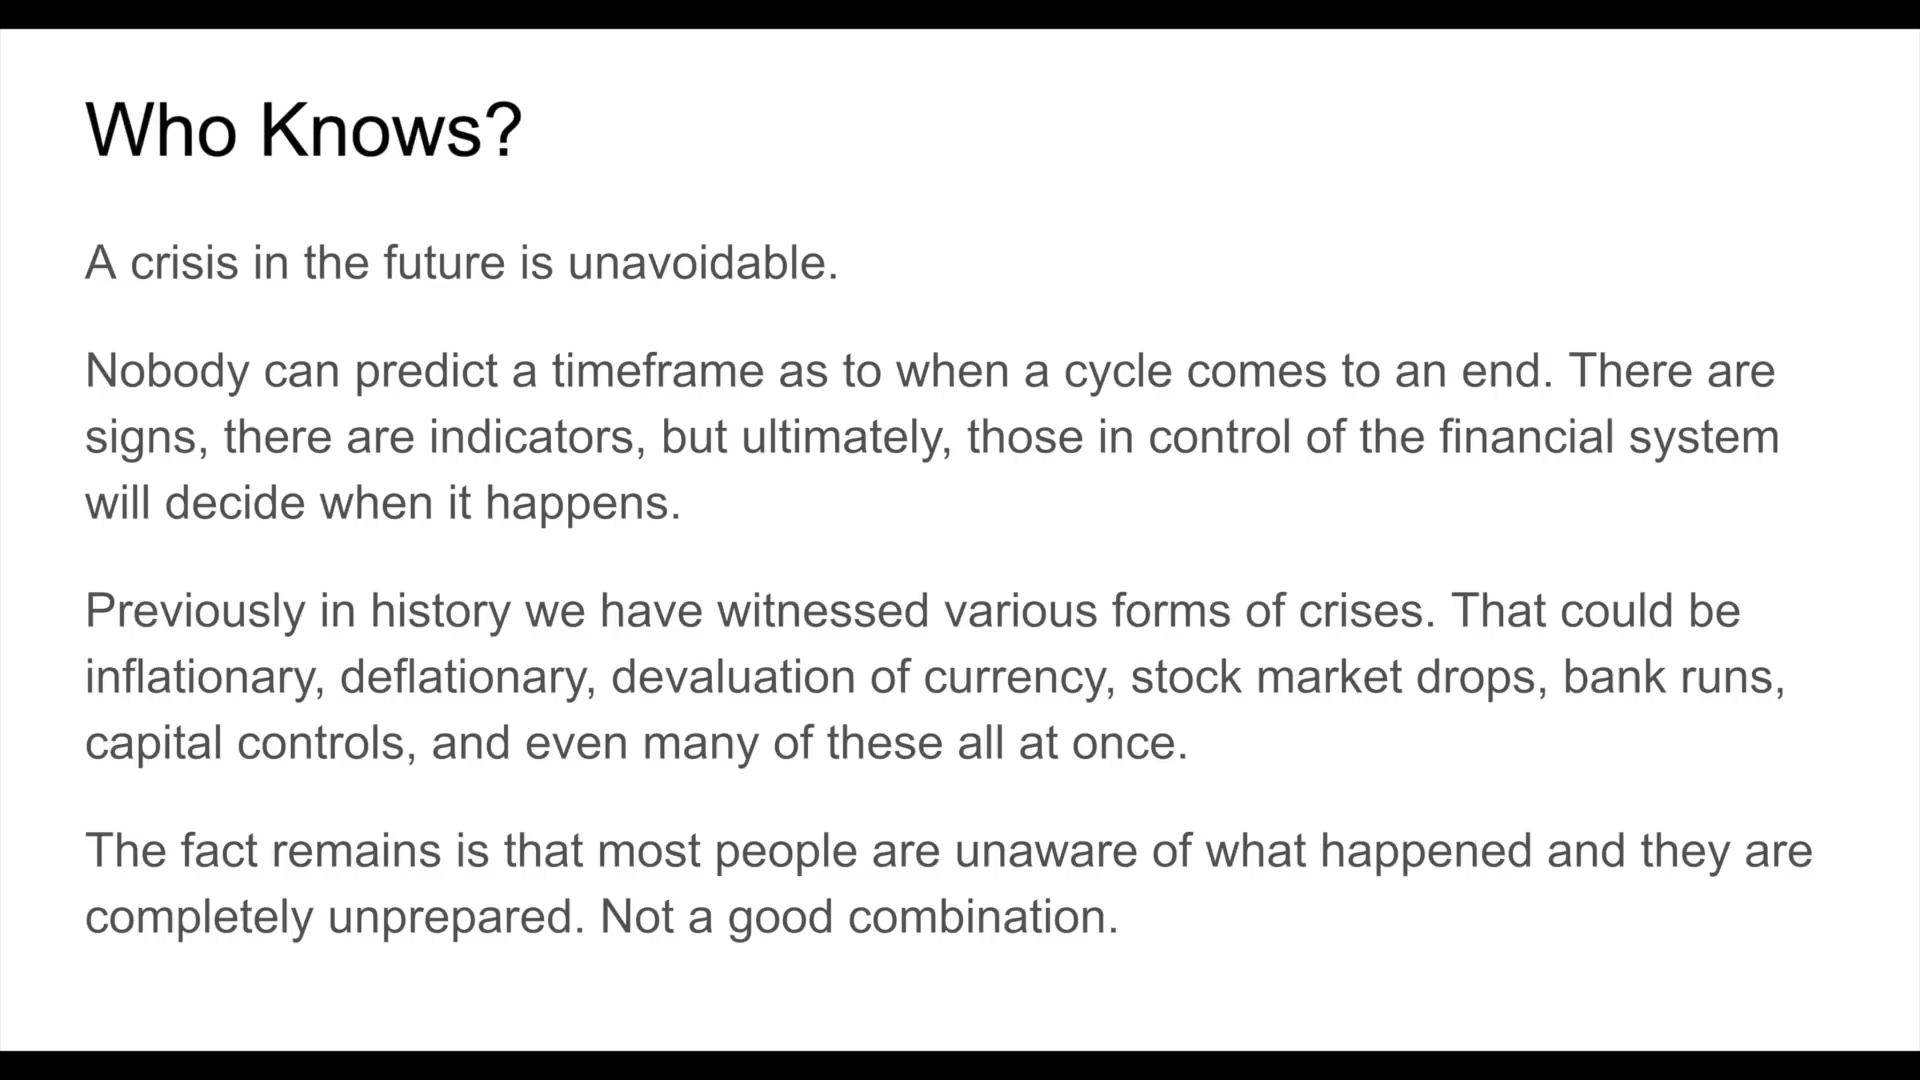 Who Knows?
A crisis in the future is unavoidable.
Nobody can predict a timeframe as to when a cycle comes to an end. There are
signs, there are indicators, but ultimately, those in control of the financial system
will decide when it happens.
Previously in history we have witnessed various forms of crises. That could be
inflationary, deflationary, devaluation of currency, stock market drops, bank runs,
capital controls, and even many of these all at once.
The fact remains is that most people are unaware of what happened and they are
completely unprepared. Not a good combination.